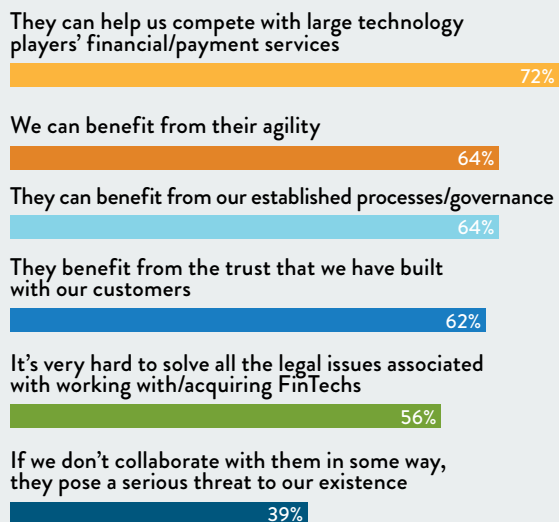 They can help us compete with large technology
players’ financial/payment services
72%
We can benefit from their agility
64%
They can benefit from our established processes/governance
64%
They benefit from the trust that we have built
with our customers
62%
It’s very hard to solve all the legal issues associated
with working with/acquiring FinTechs
56%
If we don’t collaborate with them in some way,
they pose a serious threat to our existence
39%